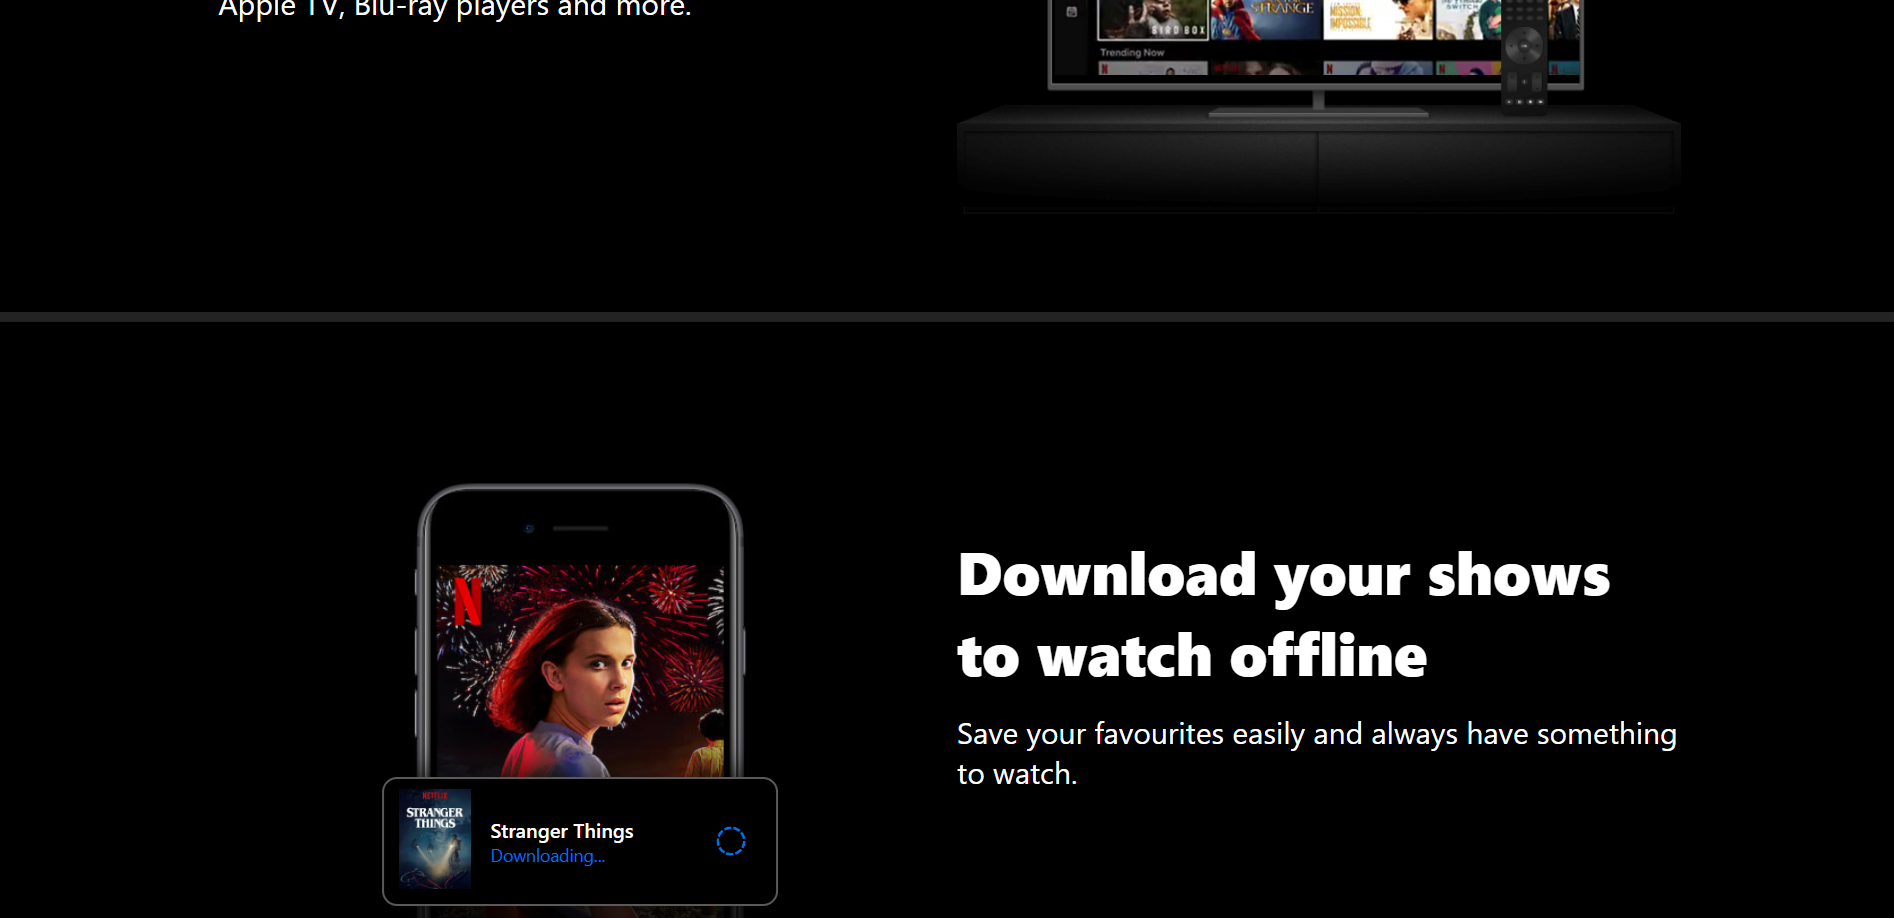 Apple TV, Blu-ray players and more.
BIRD BOX
STRANGE
MISSION
IMPOSSIBLE
SWITCH
Trending Now
Download your shows
to watch offline
Save your favourites easily and always have something
to watch.
N
NETFLIX
STRANGER
THINGS
Stranger Things
Downloading...